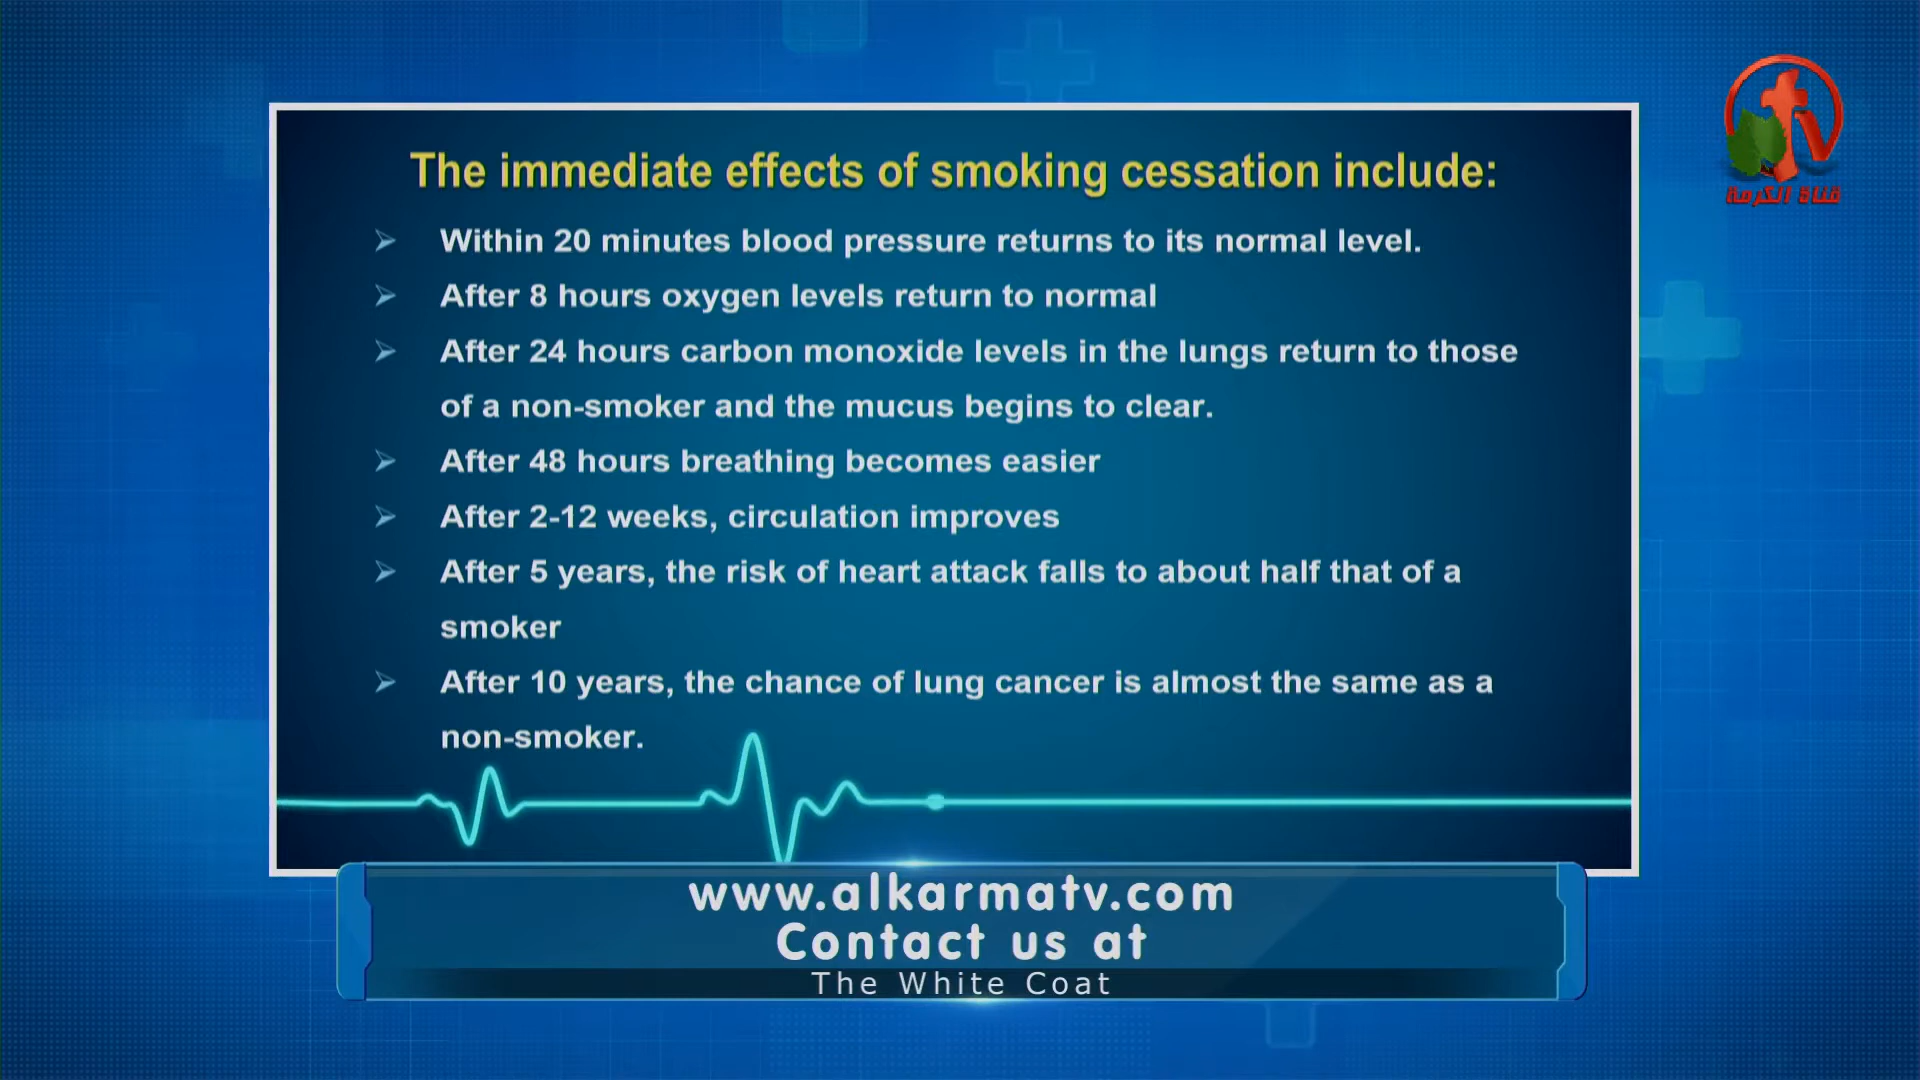 The immediate effects of smoking cessation include:
Within 20 minutes blood pressure returns to its normal level.
After 8 hours oxygen levels return to normal
After 24 hours carbon monoxide levels in the lungs return to those
of a non-smoker and the mucus begins to clear.
After 48 hours breathing becomes easier
After 2-12 weeks, circulation improves
After 5 years, the risk of heart attack falls to about half that of a
smoker
After 10 years, the chance of lung cancer is almost the same as a
non-smoker.
tv
قناة الكرمة
www.alkarmatv.com
Contact us at
The White Coat